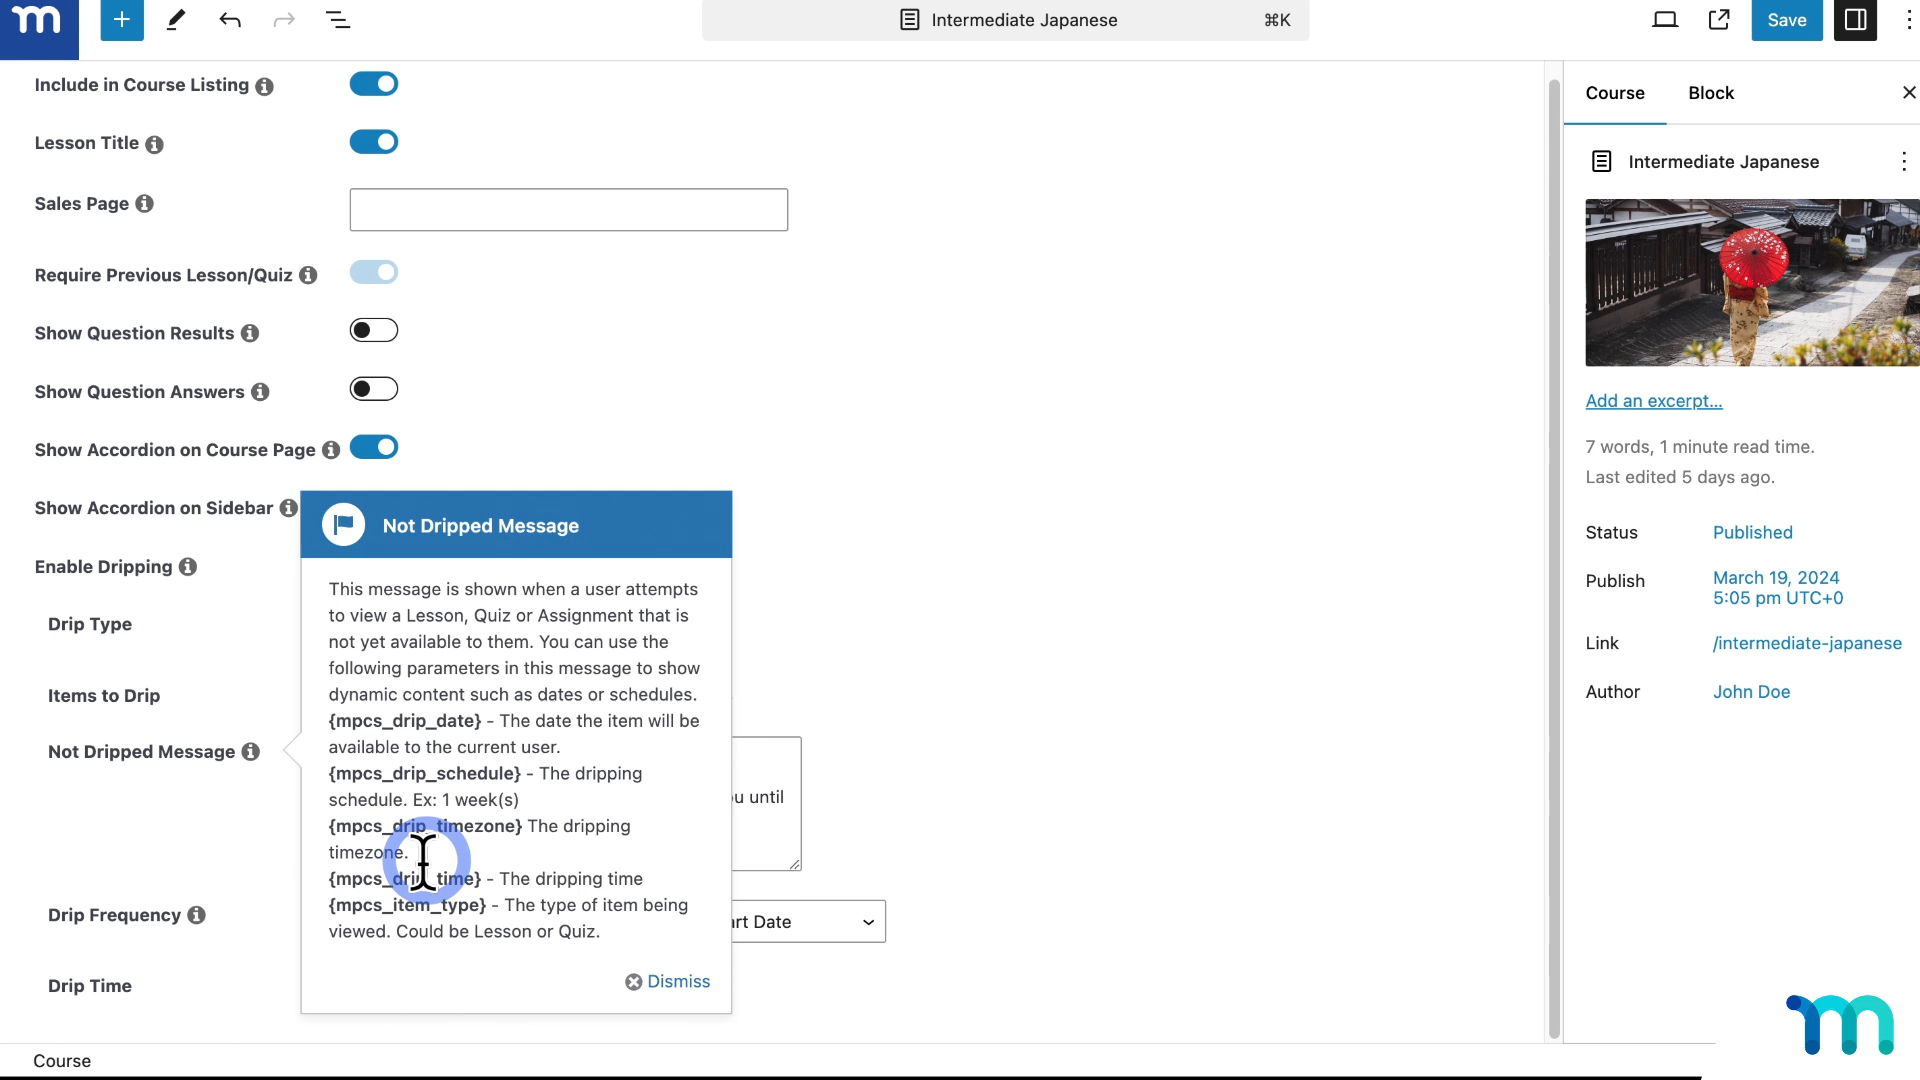 Intermediate Japanese
⌘K
Save
Include in Course Listing
Lesson Title
Sales Page
Require Previous Lesson/Quiz
Show Question Results
Show Question Answers
Show Accordion on Course Page
Show Accordion on Sidebar
Enable Dripping
Drip Type
Items to Drip
Not Dripped Message
Drip Frequency
Drip Time
Not Dripped Message
This message is shown when a user attempts
to view a Lesson, Quiz or Assignment that is
not yet available to them. You can use the
following parameters in this message to show
dynamic content such as dates or schedules.
{mpcs_drip_date} - The date the item will be
available to the current user.
{mpcs_drip_schedule} - The dripping
schedule. Ex: 1 week(s)
{mpcs_drip_timezone} The dripping
timezone.
{mpcs_drip_time} - The dripping time
{mpcs_item_type} - The type of item being
viewed. Could be Lesson or Quiz.
Dismiss
until
Date
Course
Course Block
Intermediate Japanese
Add an excerpt...
7 words, 1 minute read time.
Last edited 5 days ago.
Status Published
Publish March 19, 2024
5:05 pm UTC+0
Link /intermediate-japanese
Author John Doe